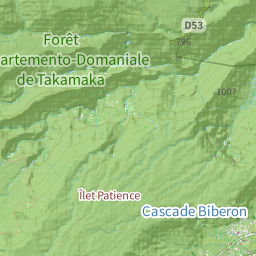 D53
796
Forêt
artemento-Domaniale
de Takamaka
1007
Îlet Patience
Cascade Biberon